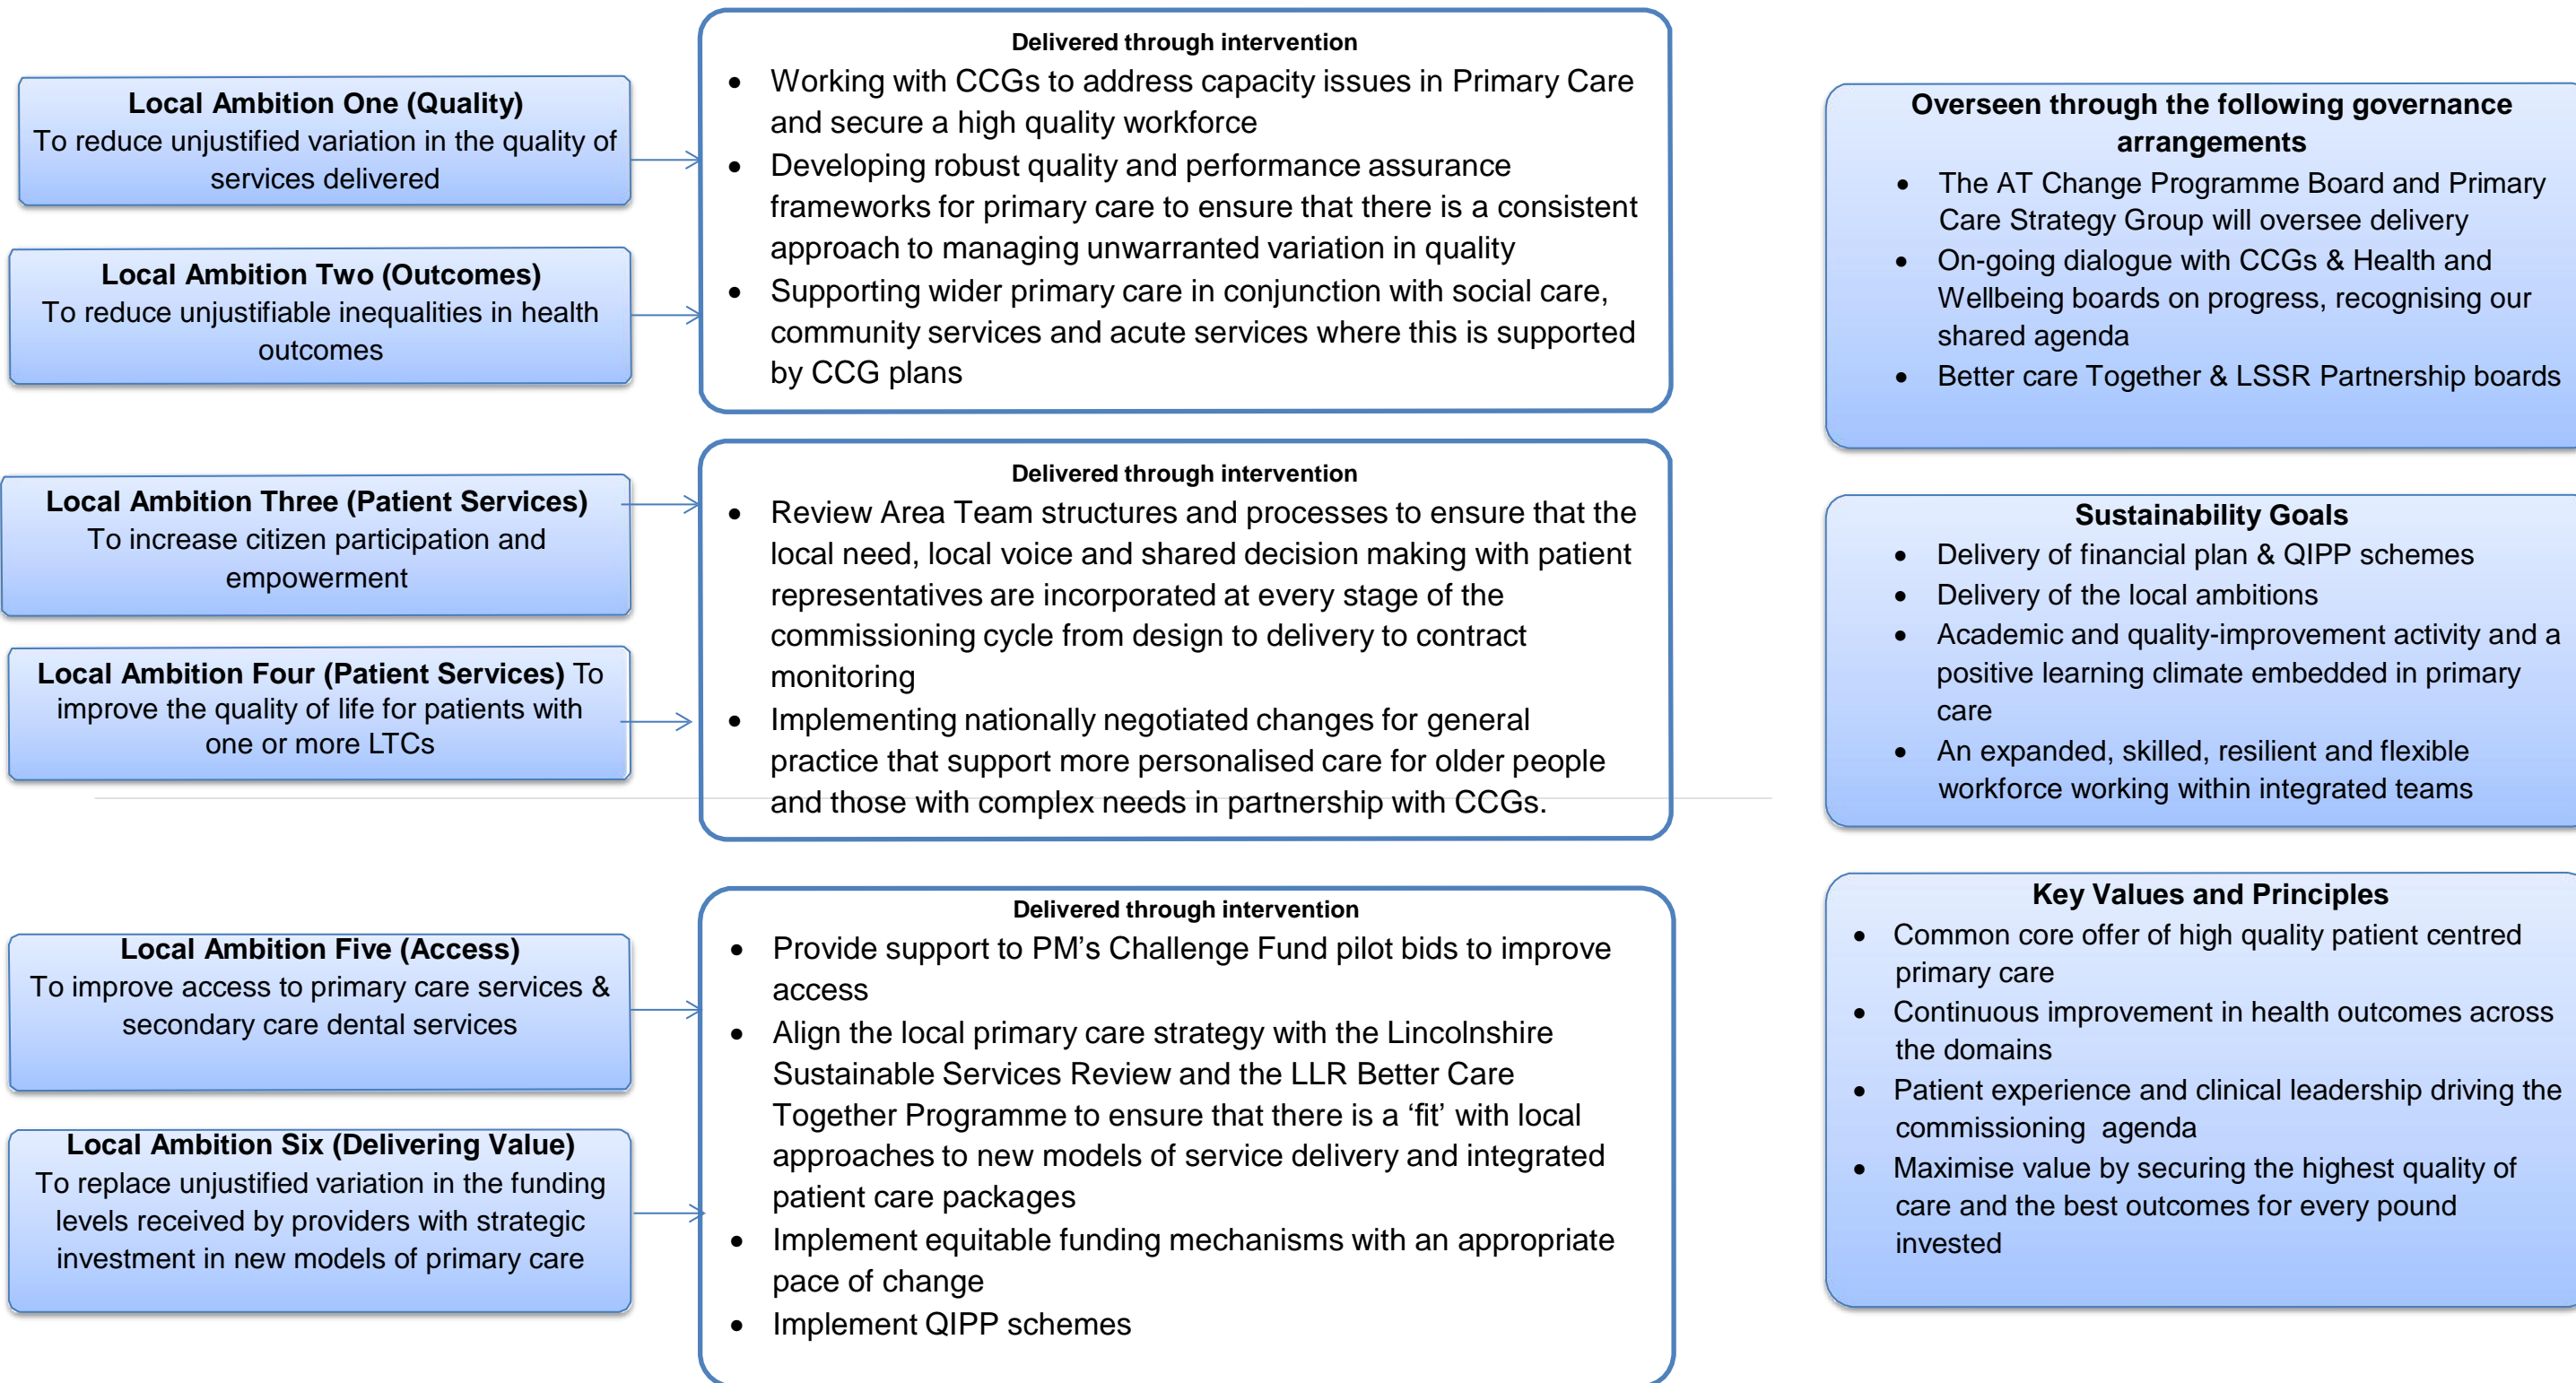 Local Ambition One (Quality)
To reduce unjustified variation in the quality of
services delivered
Local Ambition Two (Outcomes)
To reduce unjustifiable inequalities in health
outcomes
Delivered through intervention
• Working with CCGs to address capacity issues in Primary Care
and secure a high quality workforce
• Developing robust quality and performance assurance
frameworks for primary care to ensure that there is a consistent
approach to managing unwarranted variation in quality
• Supporting wider primary care in conjunction with social care,
community services and acute services where this is supported
by CCG plans
Local Ambition Three (Patient Services)
To increase citizen participation and
empowerment
Local Ambition Four (Patient Services) To
improve the quality of life for patients with
one or more LTCs
Delivered through intervention
• Review Area Team structures and processes to ensure that the
local need, local voice and shared decision making with patient
representatives are incorporated at every stage of the
commissioning cycle from design to delivery to contract
monitoring
• Implementing nationally negotiated changes for general
practice that support more personalised care for older people
and those with complex needs in partnership with CCGs.
Local Ambition Five (Access)
To improve access to primary care services &
secondary care dental services
Local Ambition Six (Delivering Value)
To replace unjustified variation in the funding
levels received by providers with strategic
investment in new models of primary care
Delivered through intervention
• Provide support to PM’s Challenge Fund pilot bids to improve
access
• Align the local primary care strategy with the Lincolnshire
Sustainable Services Review and the LLR Better Care
Together Programme to ensure that there is a ‘fit’ with local
approaches to new models of service delivery and integrated
patient care packages
• Implement equitable funding mechanisms with an appropriate
pace of change
• Implement QIPP schemes
Overseen through the following governance
arrangements
• The AT Change Programme Board and Primary
Care Strategy Group will oversee delivery
• On-going dialogue with CCGs & Health and
Wellbeing boards on progress, recognising our
shared agenda
• Better care Together & LSSR Partnership boards
Sustainability Goals
• Delivery of financial plan & QIPP schemes
• Delivery of the local ambitions
• Academic and quality-improvement activity and a
positive learning climate embedded in primary
care
• An expanded, skilled, resilient and flexible
workforce working within integrated teams
Key Values and Principles
• Common core offer of high quality patient centred
primary care
• Continuous improvement in health outcomes across
the domains
• Patient experience and clinical leadership driving the
commissioning agenda
• Maximise value by securing the highest quality of
care and the best outcomes for every pound
invested